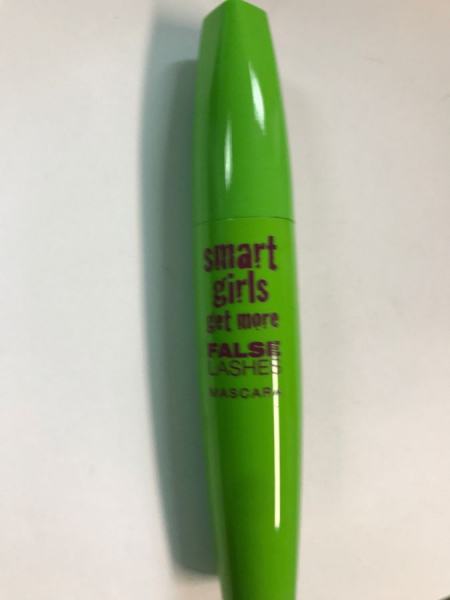 smart
girls
get more
FALSE
LASHES
MASCARA